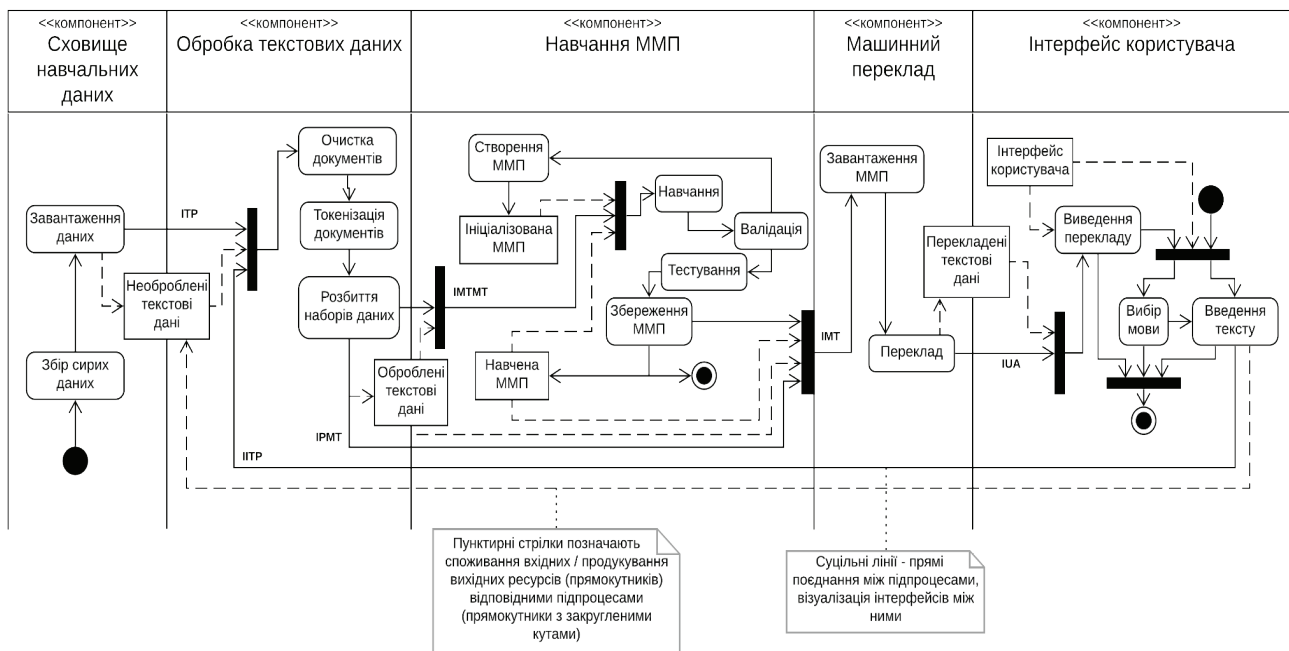 <<компонент>>
Сховище
навчальних
даних
<<компонент>>
Обробка текстових даних
<<компонент>>
Навчання ММП
<<компонент>>
Машинний
переклад
<<компонент>>
Інтерфейс користувача
Завантаження
даних
Необроблені
текстові
дані
Збір сирих
даних
ITP
Очистка
документів
Токенізація
документів
Розбиття
наборів даних
Оброблені
текстові
дані
IPMT
IITP
IMTMT
Створення
ММП
Ініціалізована
ММП
Навчання
Валідація
Тестування
Збереження
ММП
Навчена
ММП
IMT
Завантаження
ММП
Перекладені
текстові
дані
Переклад
IUA
Інтерфейс
користувача
Виведення
перекладу
Вибір
мови
Введення
тексту
Пунктирні стрілки позначають
споживання вхідних / продукування
вихідних ресурсів (прямокутників)
відповідними підпроцесами
(прямокутники з закругленими
кутами)
Суцільні лінії - прямі
поєднання між підпроцесами,
візуалізація інтерфейсів між
ними